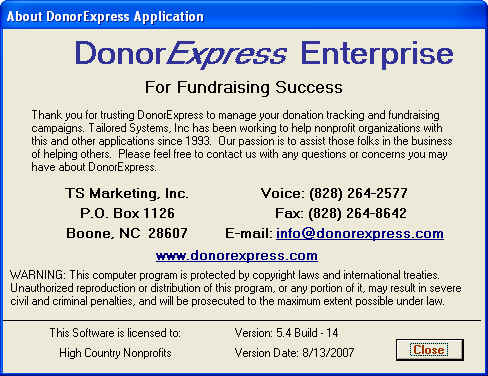 About DonorExpress Application
DonorExpress Enterprise
For Fundraising Success
Thank you for trusting DonorExpress to manage your donation tracking and fundraising
campaigns. Tailored Systems, Inc has been working to help nonprofit organizations with
this and other applications since 1993. Our passion is to assist those folks in the business
of helping others. Please feel free to contact us with any questions or concerns you may
have about DonorExpress.
TS Marketing, Inc. Voice: (828) 264-2577
P.O. Box 1126 Fax: (828) 264-8642
Boone, NC 28607 E-mail: info@donorexpress.com
www.donorexpress.com
WARNING: This computer program is protected by copyright laws and international treaties.
Unauthorized reproduction or distribution of this program, or any portion of it, may result in severe
civil and criminal penalties, and will be prosecuted to the maximum extent possible under law.
This Software is licensed to: Version: 5.4 Build - 14
High Country Nonprofits Version Date: 8/13/2007
Close